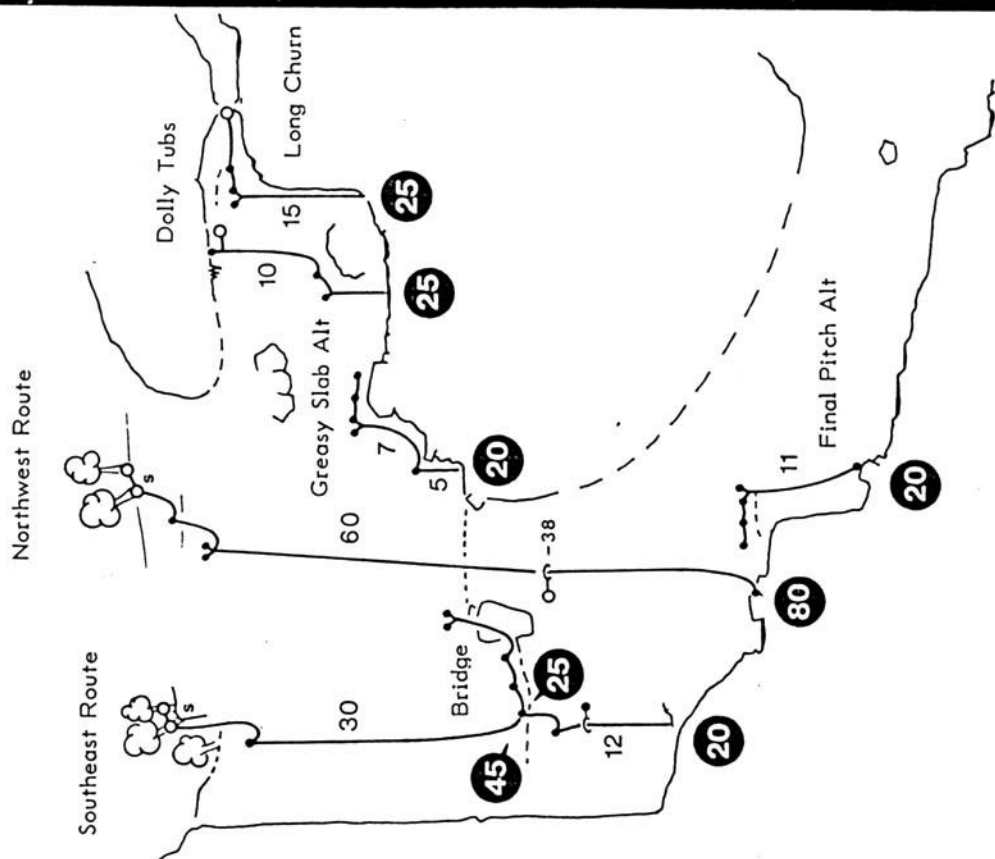 Northwest Route
Southeast Route
Dolly Tubs
Long Churn
Greasy Slab Alt
Bridge
Final Pitch Alt
s
s
30
60
10
15
7
5
-38
12
11
25
25
20
25
45
20
80
20